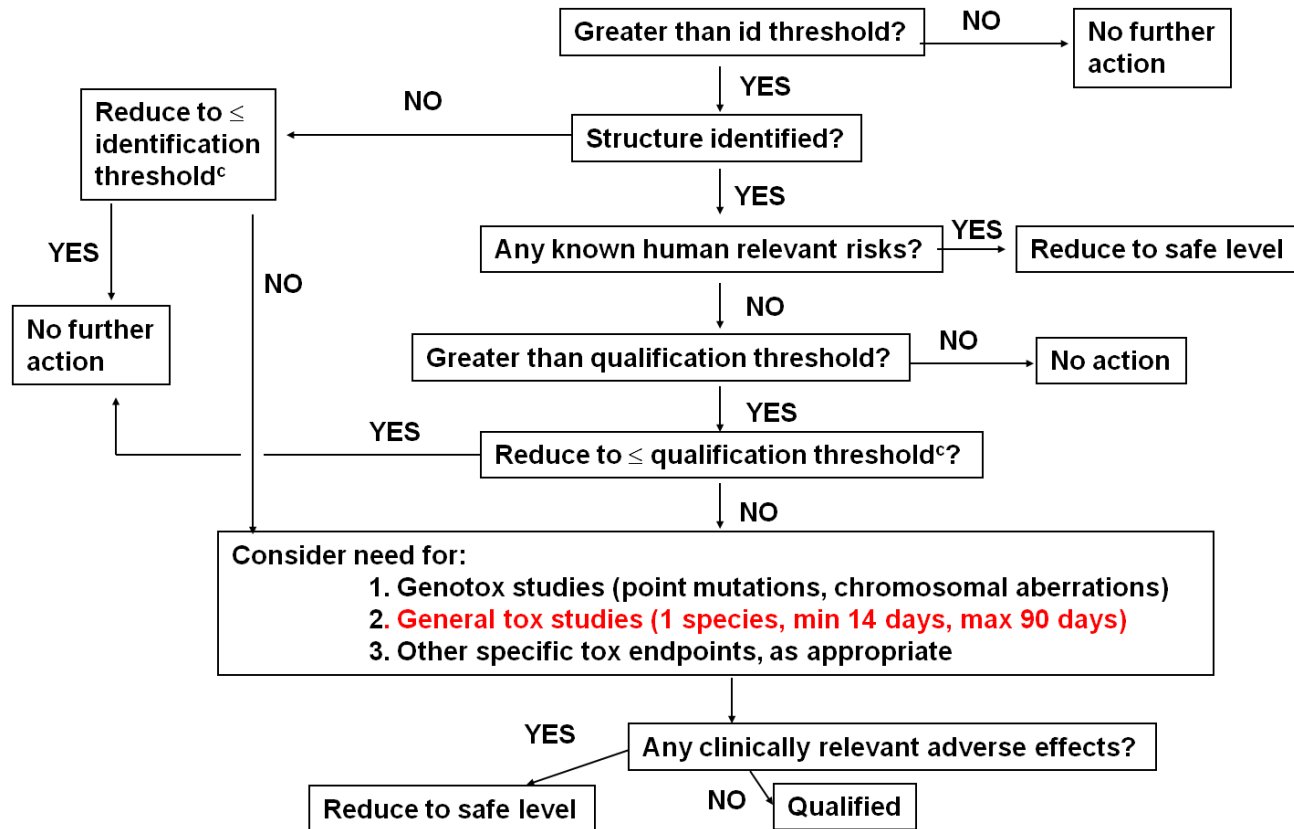 Greater than id threshold?
NO
No further
action
YES
NO
Reduce to ≤
identification
thresholdᶜ
Structure identified?
YES
YES
Any known human relevant risks?
YES
Reduce to safe level
NO
NO
No further
action
Greater than qualification threshold?
NO
No action
YES
YES
Reduce to ≤ qualification thresholdᶜ?
NO
Consider need for:
1. Genotox studies (point mutations, chromosomal aberrations)
2. General tox studies (1 species, min 14 days, max 90 days)
3. Other specific tox endpoints, as appropriate
YES
Any clinically relevant adverse effects?
Reduce to safe level
NO
Qualified